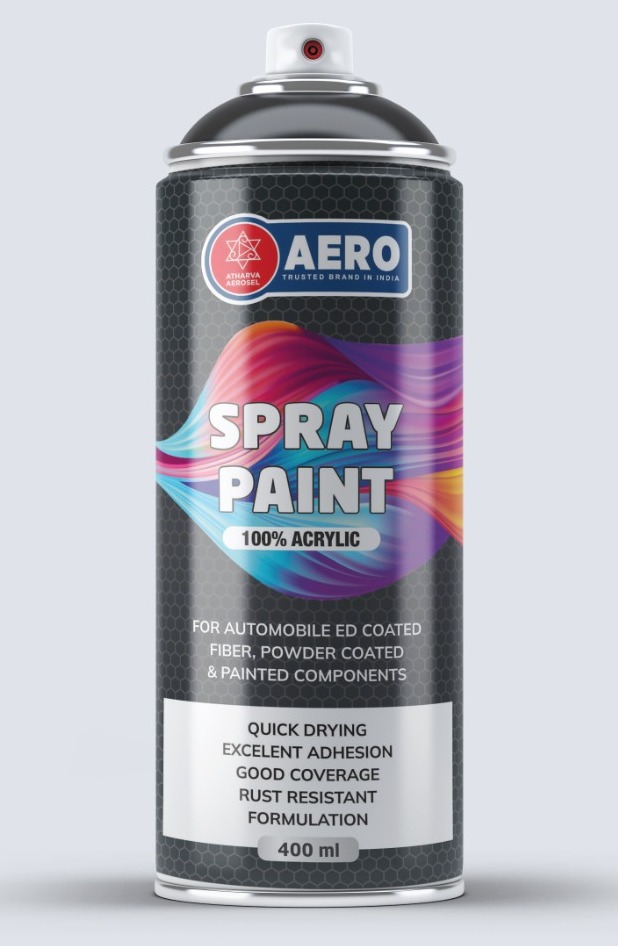 ATHARVA
AEROSEL
AERO
TRUSTED BRAND IN INDIA
SPRAY
PAINT
100% ACRYLIC
FOR AUTOMOBILE ED COATED
FIBER, POWDER COATED
& PAINTED COMPONENTS
QUICK DRYING
EXCELENT ADHESION
GOOD COVERAGE
RUST RESISTANT
FORMULATION
400 ml